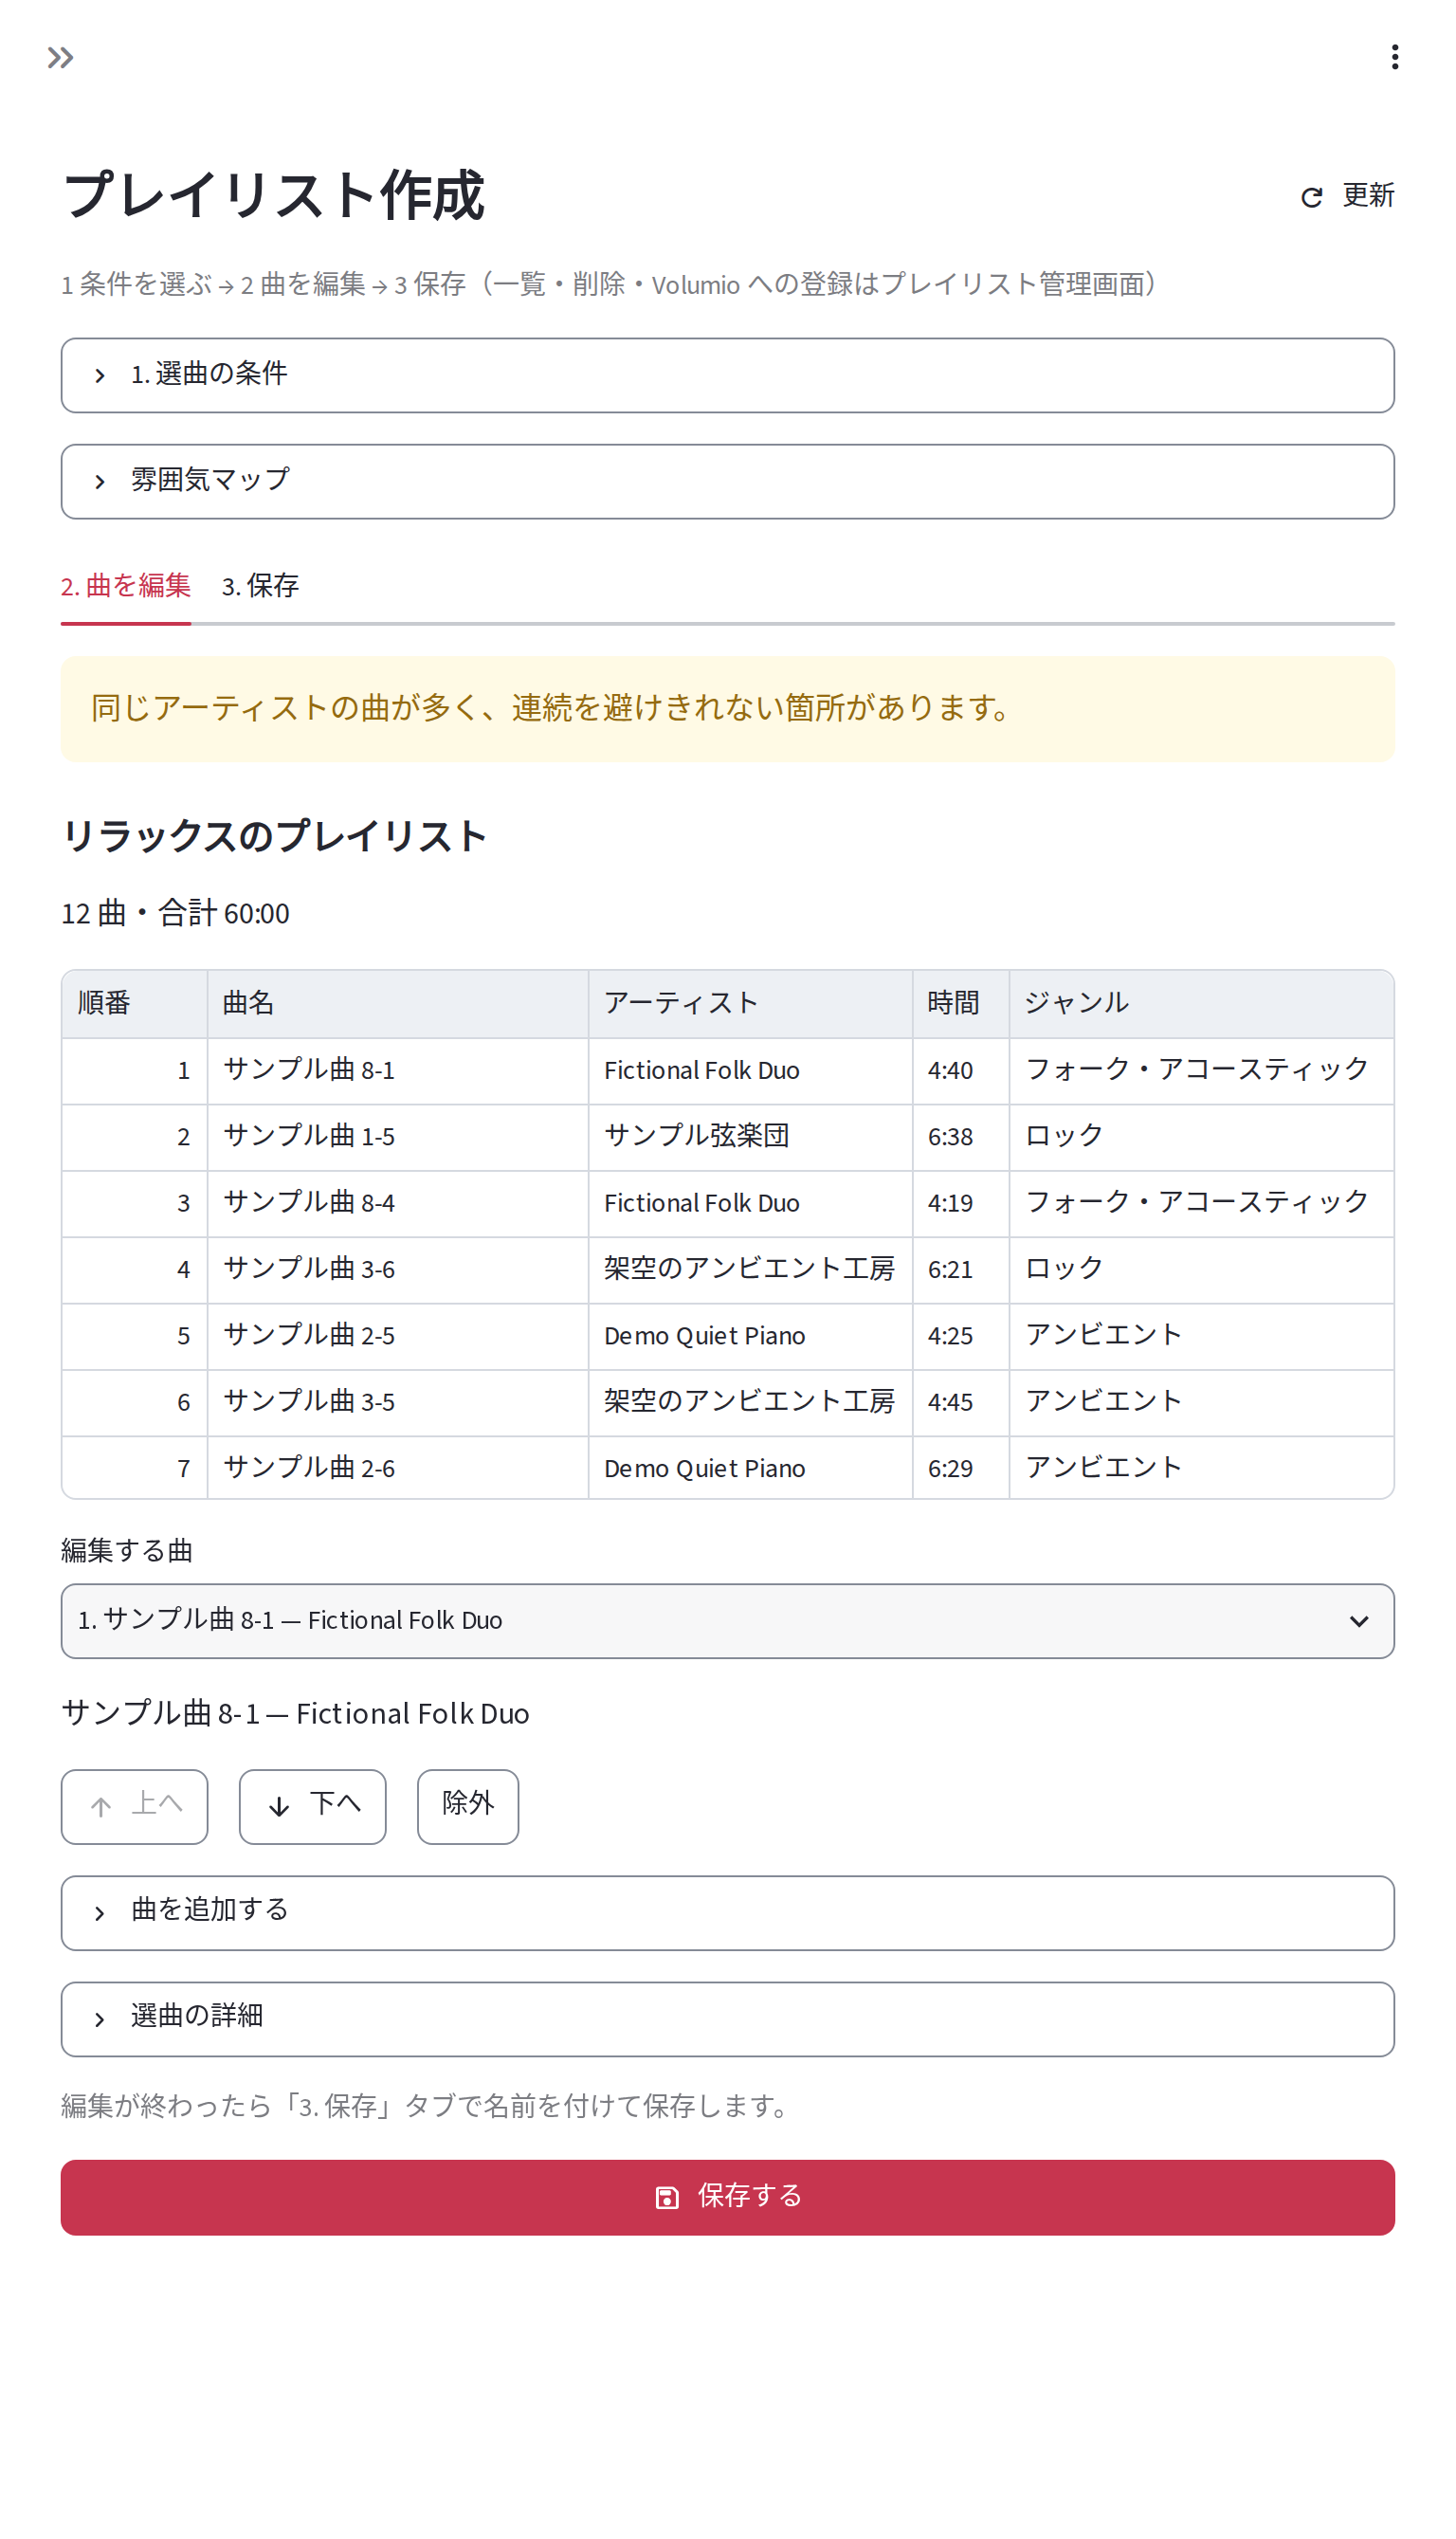 プレイリスト作成
更新
1 条件を選ぶ → 2 曲を編集 → 3 保存（一覧・削除・Volumio への登録はプレイリスト管理画面）
1. 選曲の条件
雰囲気マップ
2. 曲を編集 3. 保存
同じアーティストの曲が多く、連続を避けきれない箇所があります。
リラックスのプレイリスト
12 曲・合計 60:00
順番 曲名 アーティスト 時間 ジャンル
1 サンプル曲 8-1 Fictional Folk Duo 4:40 フォーク・アコースティック
2 サンプル曲 1-5 サンプル弦楽団 6:38 ロック
3 サンプル曲 8-4 Fictional Folk Duo 4:19 フォーク・アコースティック
4 サンプル曲 3-6 架空のアンビエント工房 6:21 ロック
5 サンプル曲 2-5 Demo Quiet Piano 4:25 アンビエント
6 サンプル曲 3-5 架空のアンビエント工房 4:45 アンビエント
7 サンプル曲 2-6 Demo Quiet Piano 6:29 アンビエント
編集する曲
1. サンプル曲 8-1 — Fictional Folk Duo
サンプル曲 8-1 — Fictional Folk Duo
上へ 下へ 除外
曲を追加する
選曲の詳細
編集が終わったら「3. 保存」タブで名前を付けて保存します。
保存する